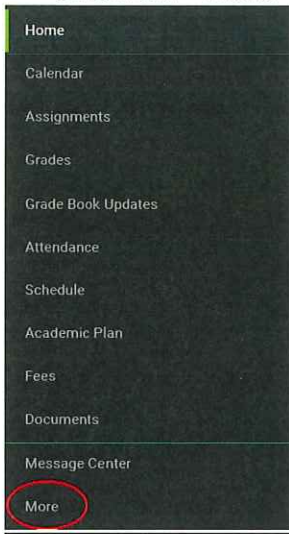 Home
Calendar
Assignments
Grades
Grade Book Updates
Attendance
Schedule
Academic Plan
Fees
Documents
Message Center
More